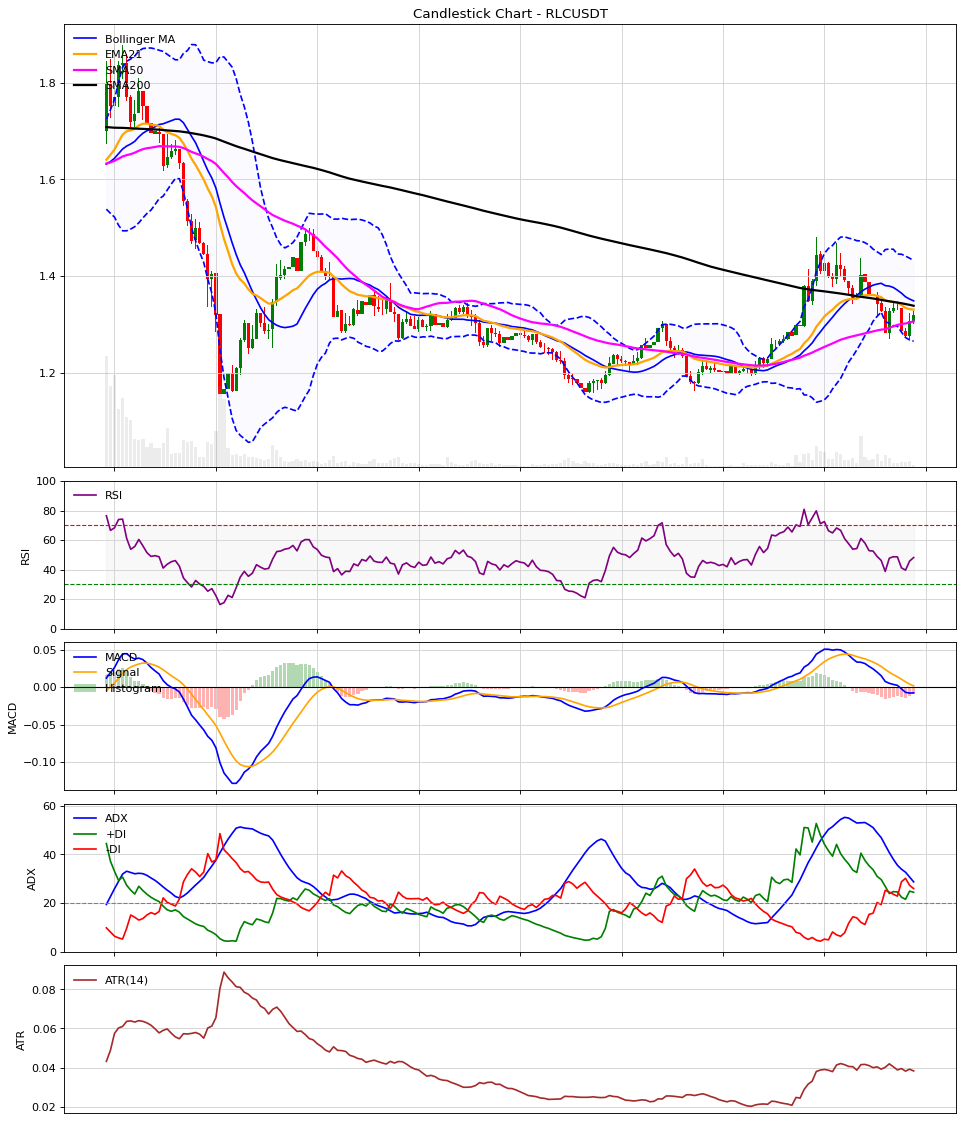 Candlestick Chart - RLCUSDT
Bollinger MA
EMA21
SMA50
SMA200
1.8
1.6
1.4
1.2
RSI
RSI
100
80
60
40
20
0
MACD
Signal
Histogram
MACD
0.05
0.00
−0.05
−0.10
ADX
+DI
-DI
ADX
60
40
20
0
ATR(14)
ATR
0.08
0.06
0.04
0.02